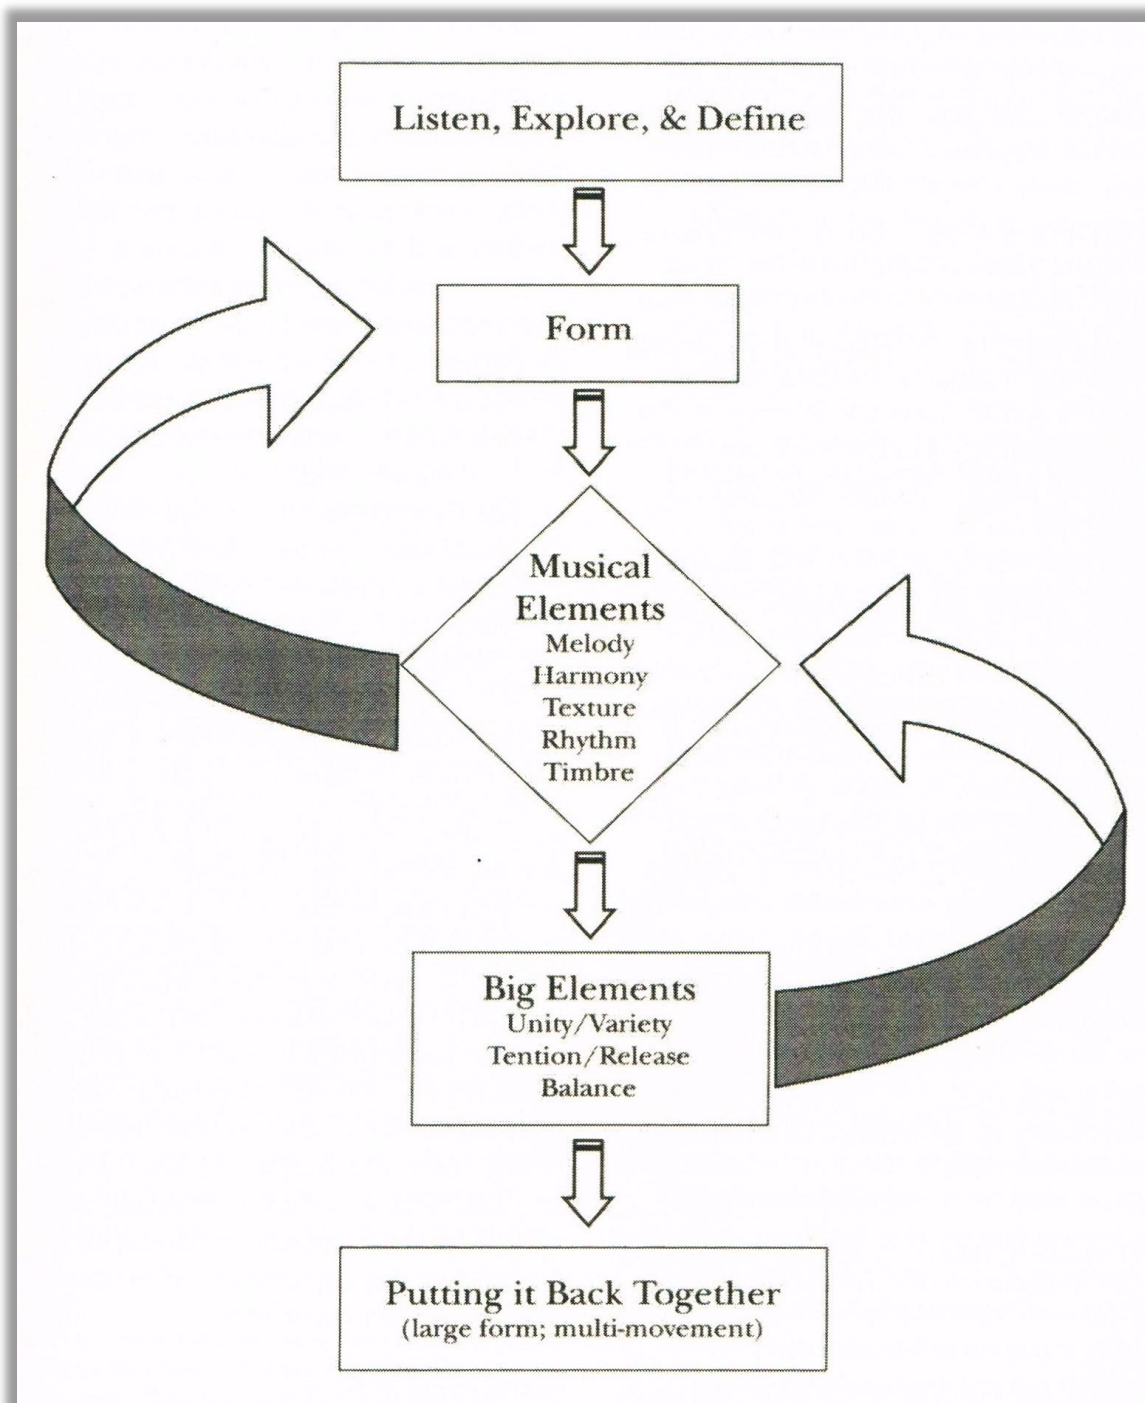 Listen, Explore, & Define
Form
Musical
Elements
Melody
Harmony
Texture
Rhythm
Timbre
Big Elements
Unity/Variety
Tention/Release
Balance
Putting it Back Together
(large form; multi-movement)